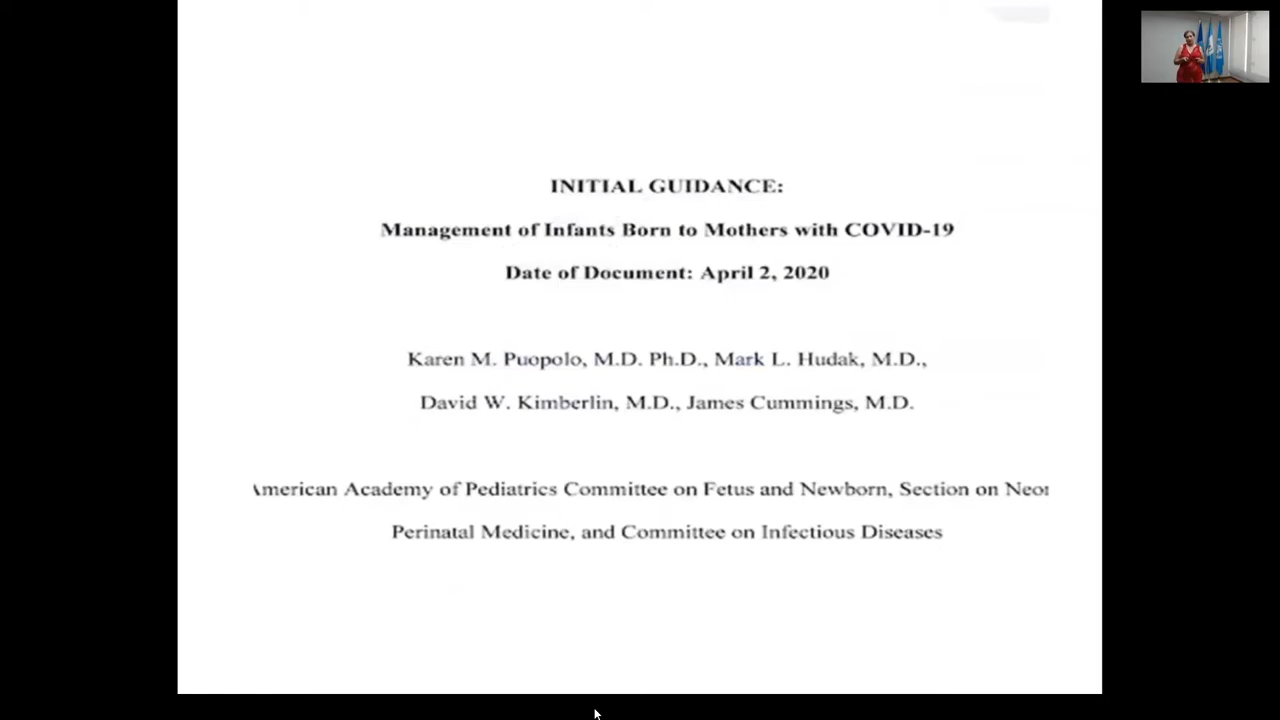 INITIAL GUIDANCE:
Management of Infants Born to Mothers with COVID-19
Date of Document: April 2, 2020
Karen M. Puopolo, M.D. Ph.D., Mark L. Hudak, M.D.,
David W. Kimberlin, M.D., James Cummings, M.D.
American Academy of Pediatrics Committee on Fetus and Newborn, Section on
Perinatal Medicine, and Committee on Infectious Diseases